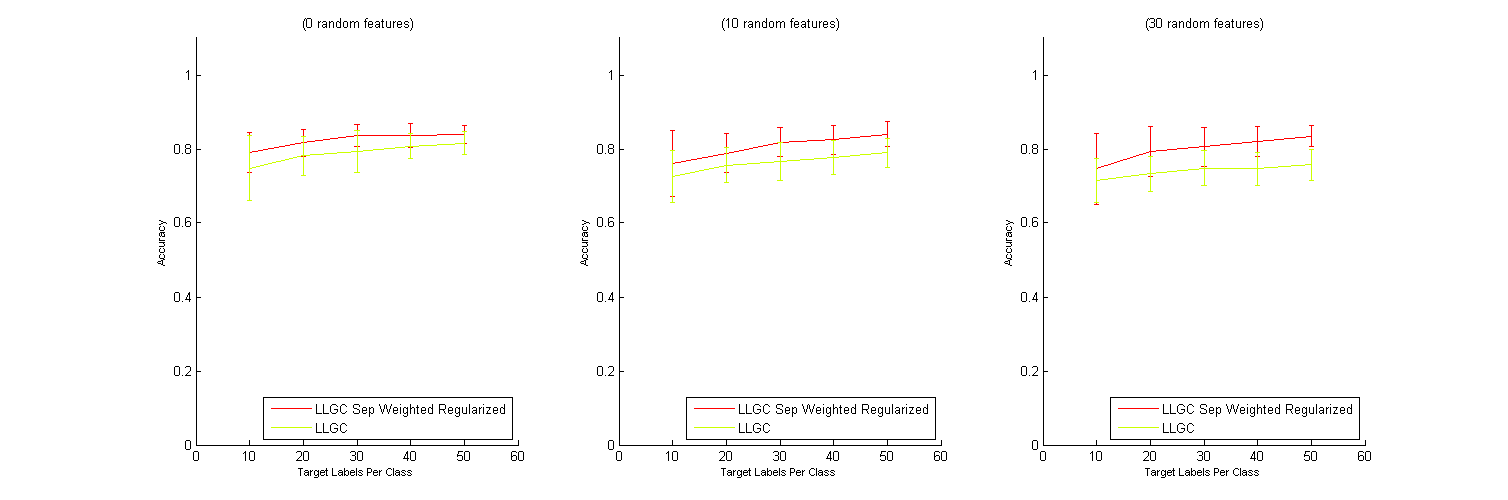 (0 random features)
1
0.8
0.6
0.4
0.2
0
Accuracy
LLGC Sep Weighted Regularized
LLGC
0 10 20 30 40 50 60
Target Labels Per Class
(10 random features)
1
0.8
0.6
0.4
0.2
0
Accuracy
LLGC Sep Weighted Regularized
LLGC
0 10 20 30 40 50 60
Target Labels Per Class
(30 random features)
1
0.8
0.6
0.4
0.2
0
Accuracy
LLGC Sep Weighted Regularized
LLGC
0 10 20 30 40 50 60
Target Labels Per Class